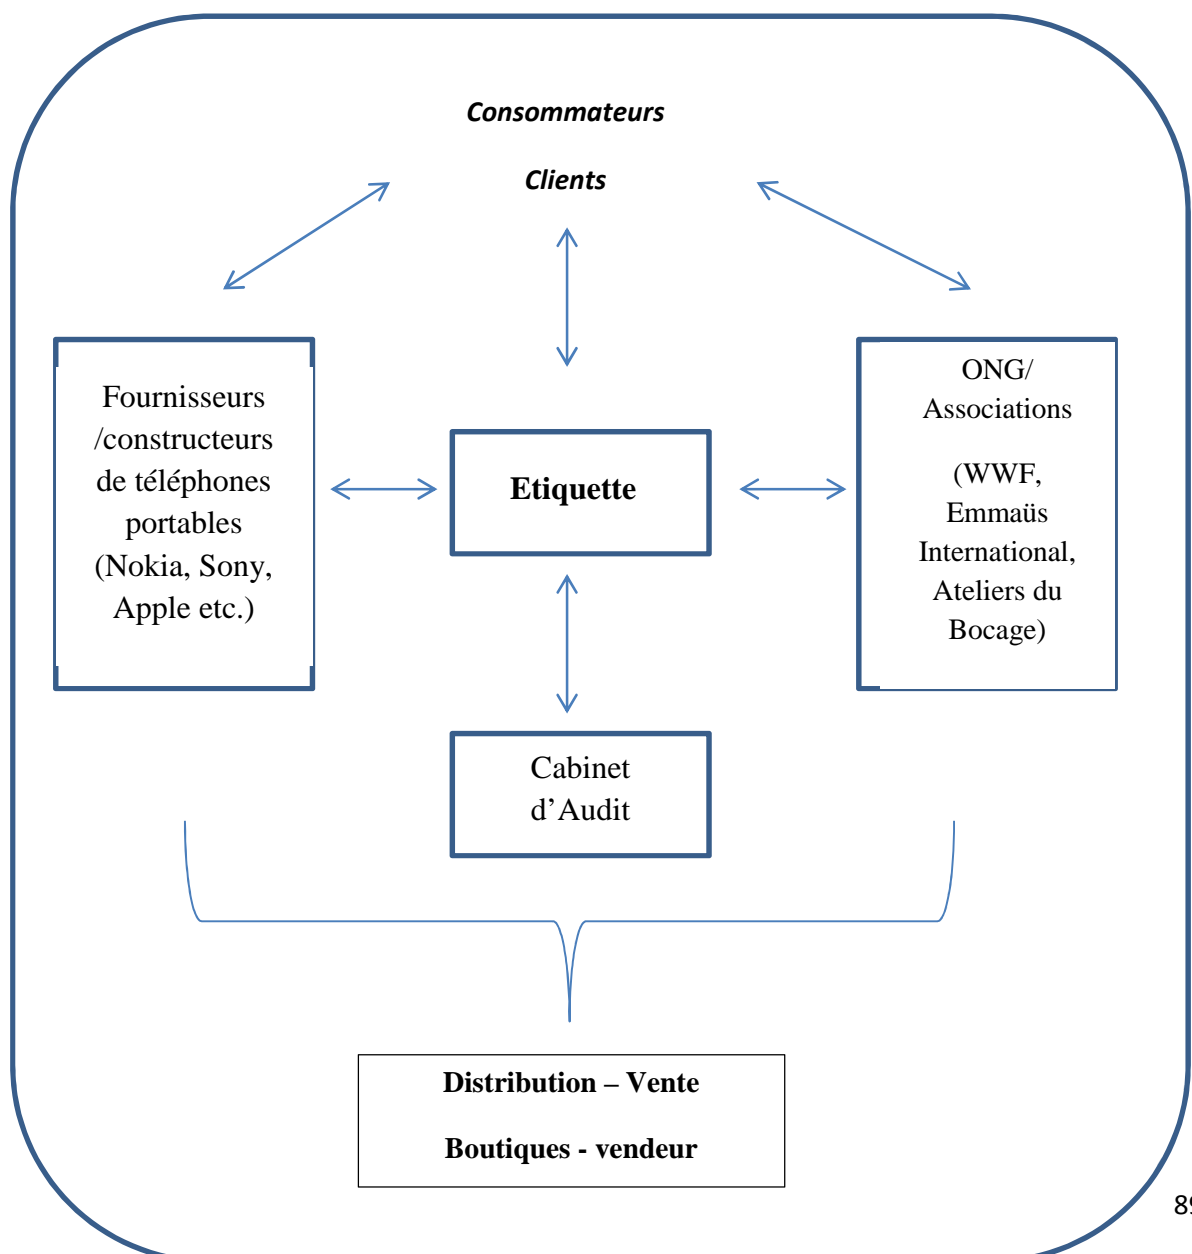 Consommateurs
Clients
Fournisseurs
/constructeurs
de téléphones
portables
(Nokia, Sony,
Apple etc.)
Etiquette
ONG/
Associations
(WWF,
Emmaüs
International,
Ateliers du
Bocage)
Cabinet
d’Audit
Distribution – Vente
Boutiques - vendeur
89